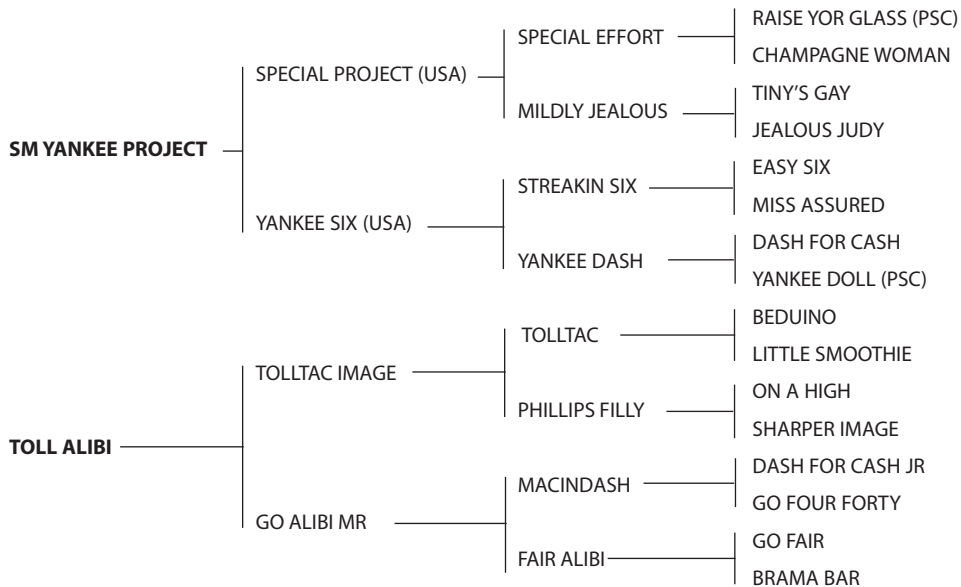 RAISE YOR GLASS (PSC)
SPECIAL EFFORT
CHAMPAGNE WOMAN
SPECIAL PROJECT (USA)
TINY'S GAY
MILDLY JEALOUS
JEALOUS JUDY
SM YANKEE PROJECT
EASY SIX
STREAKIN SIX
MISS ASSURED
YANKEE SIX (USA)
DASH FOR CASH
YANKEE DASH
YANKEE DOLL (PSC)
BEDUINO
TOLLTAC
LITTLE SMOOTHIE
TOLLTAC IMAGE
ON A HIGH
PHILLIPS FILLY
SHARPER IMAGE
TOLL ALIBI
DASH FOR CASH JR
MACINDASH
GO FOUR FORTY
GO ALIBI MR
GO FAIR
FAIR ALIBI
BRAMA BAR